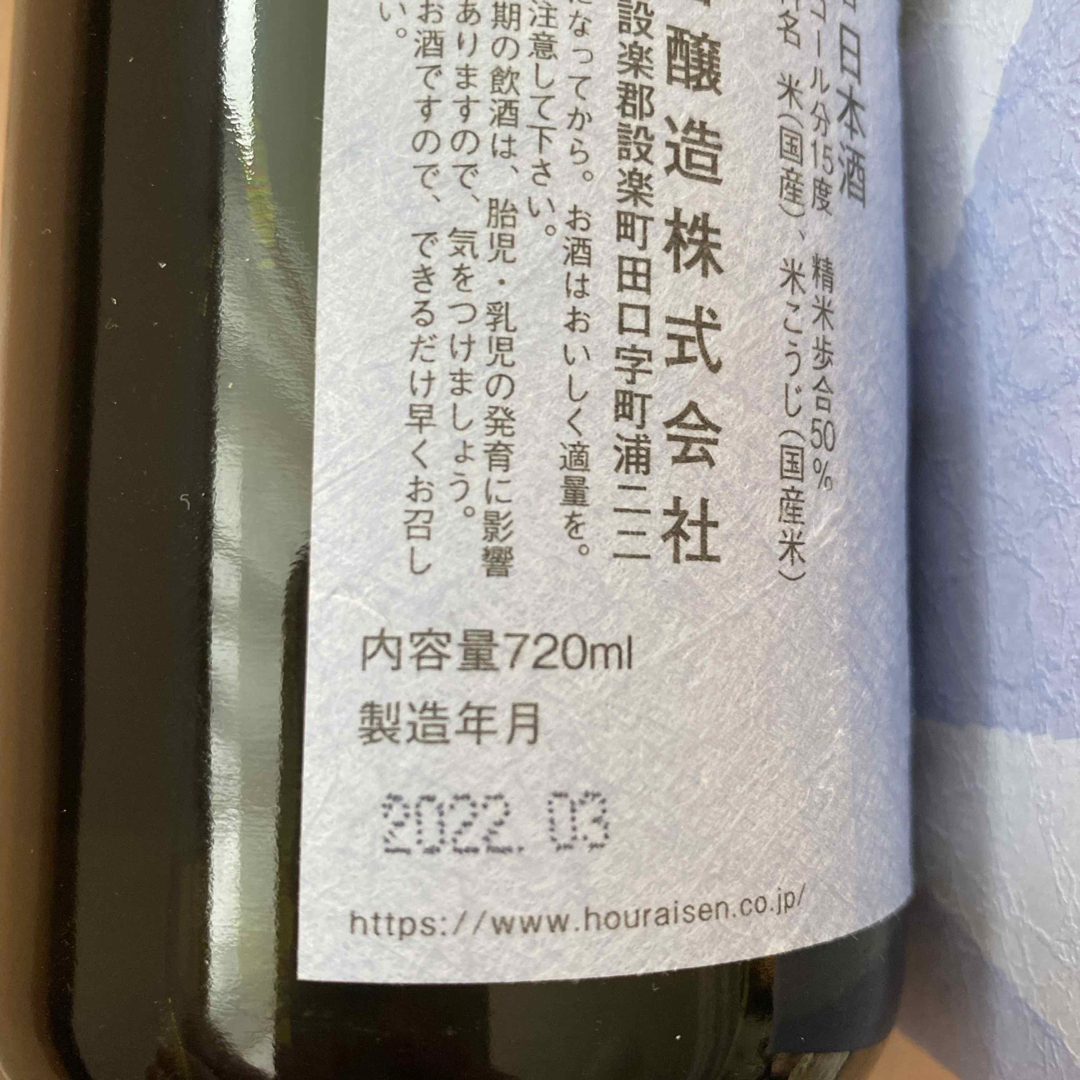 日本酒
コール分15度 精米歩合50%
米(国産)、米こうじ(国産米)
醸造株式会社
設楽郡設楽町田口字町浦二二
になってから。お酒はおいしく適量を。
注意して下さい。
期の飲酒は、胎児・乳児の発育に影響
ありますので、気をつけましょう。
お酒ですので、できるだけ早くお召し
い。
内容量720ml
製造年月
2022.03
https://www.houraisen.co.jp/